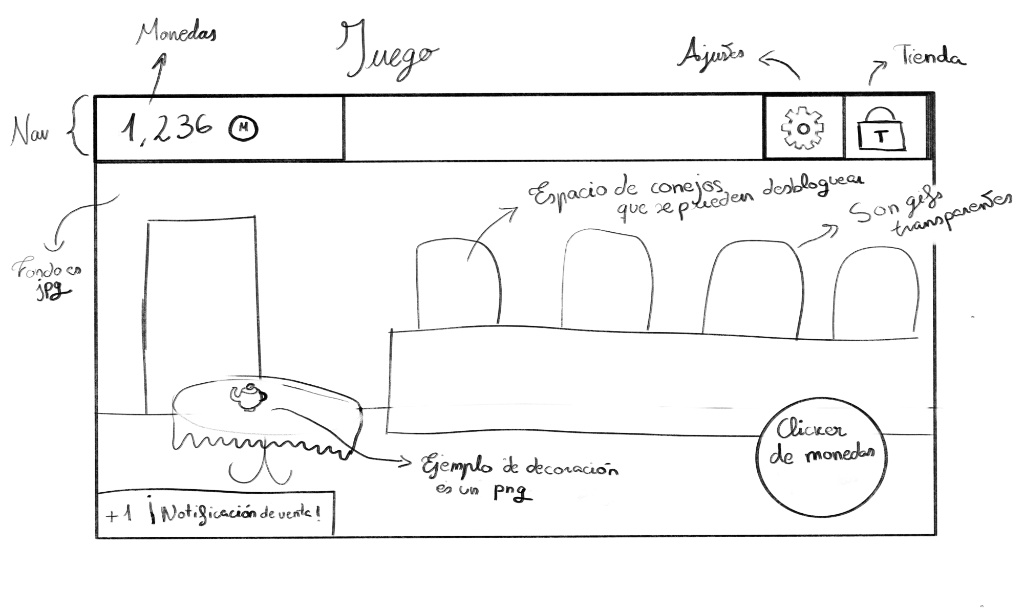 Monedas
Juego
Ajustes
Tienda
Nav
1,236 M
T
Espacio de conejos
que se pueden desbloquear
Son gifs
transparentes
Fondo es
jpg
Clicker
de monedas
Ejemplo de decoración
es un png
+1 ¡Notificación de venta!